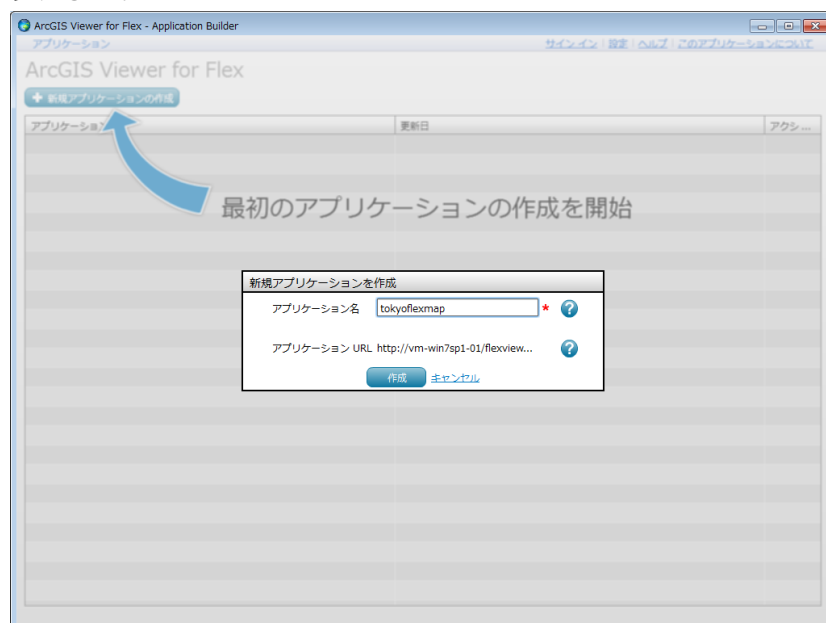 ArcGIS Viewer for Flex - Application Builder
アプリケーション
サイン イン | 設定 | ヘルプ | このアプリケーションについて
ArcGIS Viewer for Flex
新規アプリケーションの作成
アプリケーション 更新日 アクシ...
最初のアプリケーションの作成を開始
新規アプリケーションを作成
アプリケーション名 tokyoflexmap * ?
アプリケーション URL http://vm-win7sp1-01/flexview... ?
作成 キャンセル